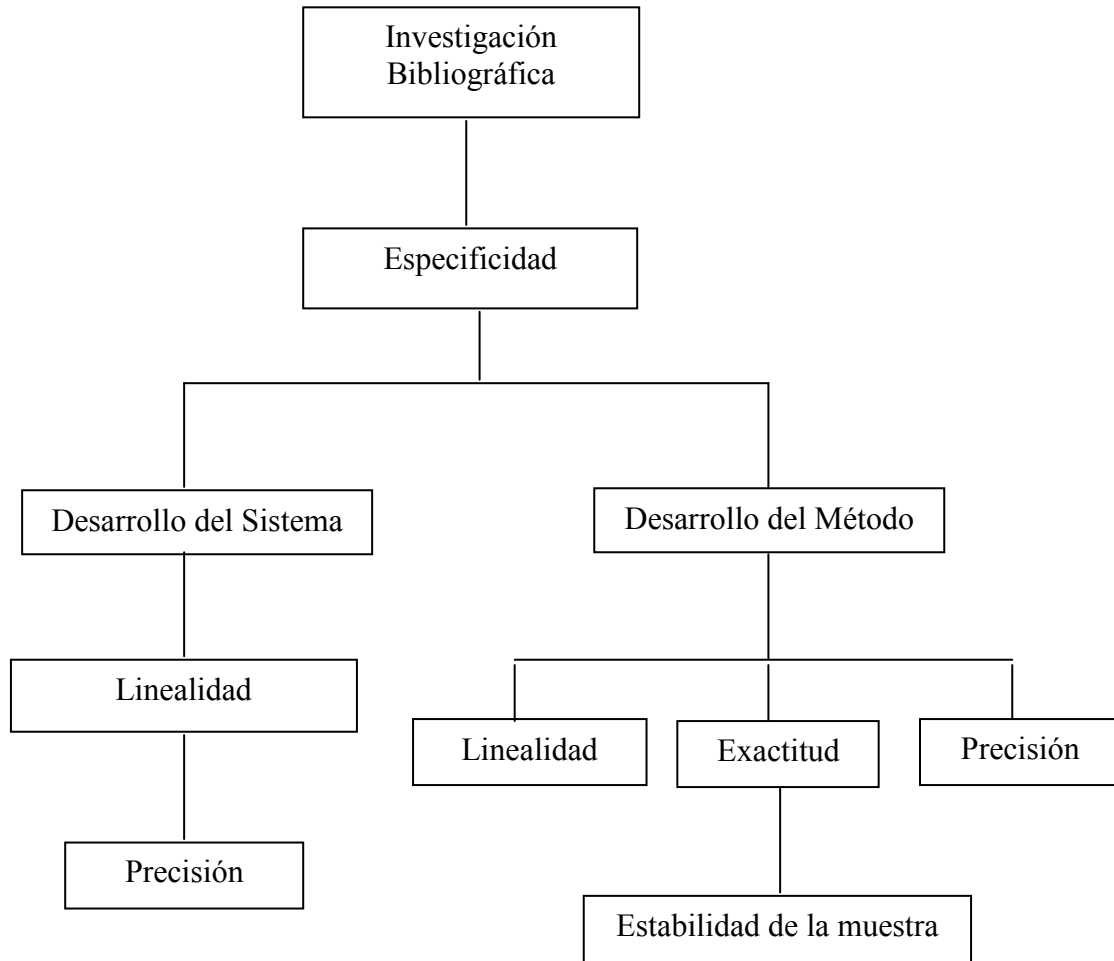 Investigación
Bibliográfica
Especificidad
Desarrollo del Sistema
Desarrollo del Método
Linealidad
Linealidad
Exactitud
Precisión
Precisión
Estabilidad de la muestra